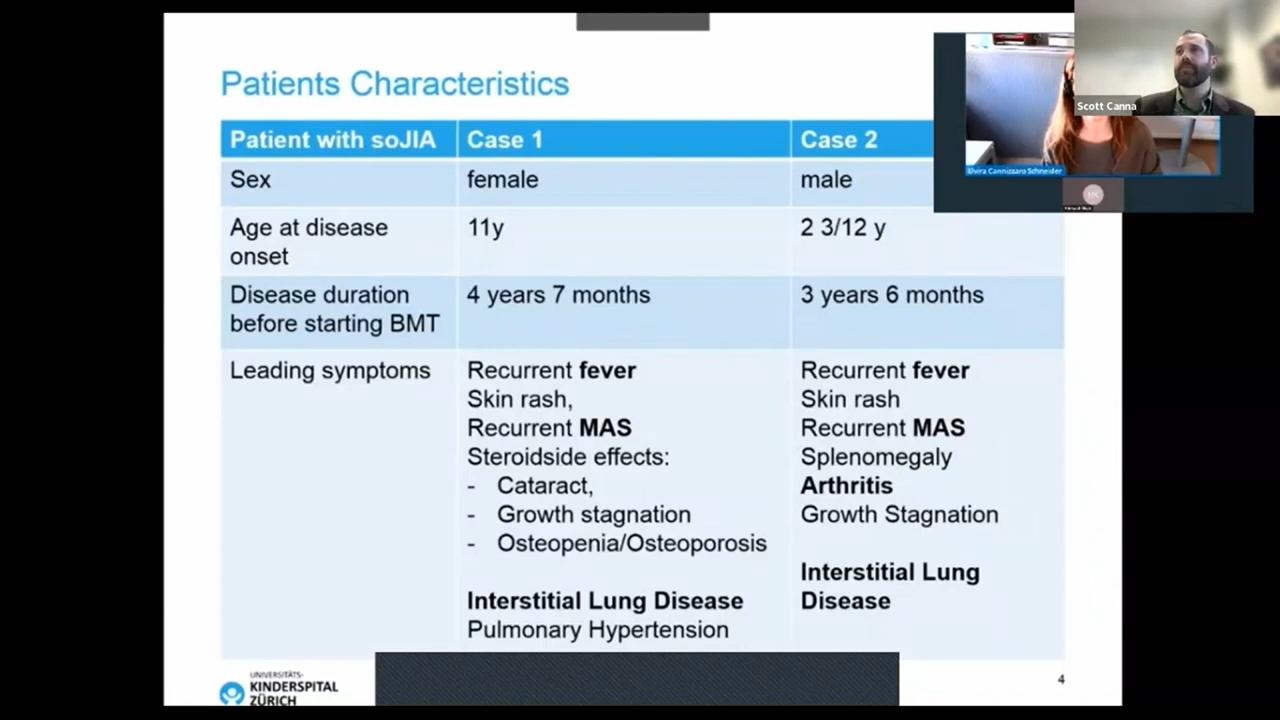 Patients Characteristics
Patient with soJIA Case 1 Case 2
Sex female male
Age at disease onset 11y 2 3/12 y
Disease duration before starting BMT 4 years 7 months 3 years 6 months
Leading symptoms
Recurrent fever
Skin rash,
Recurrent MAS
Steroidside effects:
- Cataract,
- Growth stagnation
- Osteopenia/Osteoporosis
Interstitial Lung Disease
Pulmonary Hypertension
Recurrent fever
Skin rash
Recurrent MAS
Splenomegaly
Arthritis
Growth Stagnation
Interstitial Lung
Disease
UNIVERSITÄTS-
KINDERSPITAL
ZÜRICH
4
Scott Canna
Elvira Cannizzaro Schneider